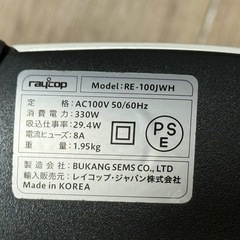 raycop
Model: RE-100JWH
定格：AC100V 50/60Hz
消費電力：330W
吸込仕事率：29.4W
電流ヒューズ：8A
質量：1.95kg
PS
E
製造会社：BUKANG SEMS CO., LTD
輸入販売元：レイコップ・ジャパン株式会社
Made in KOREA